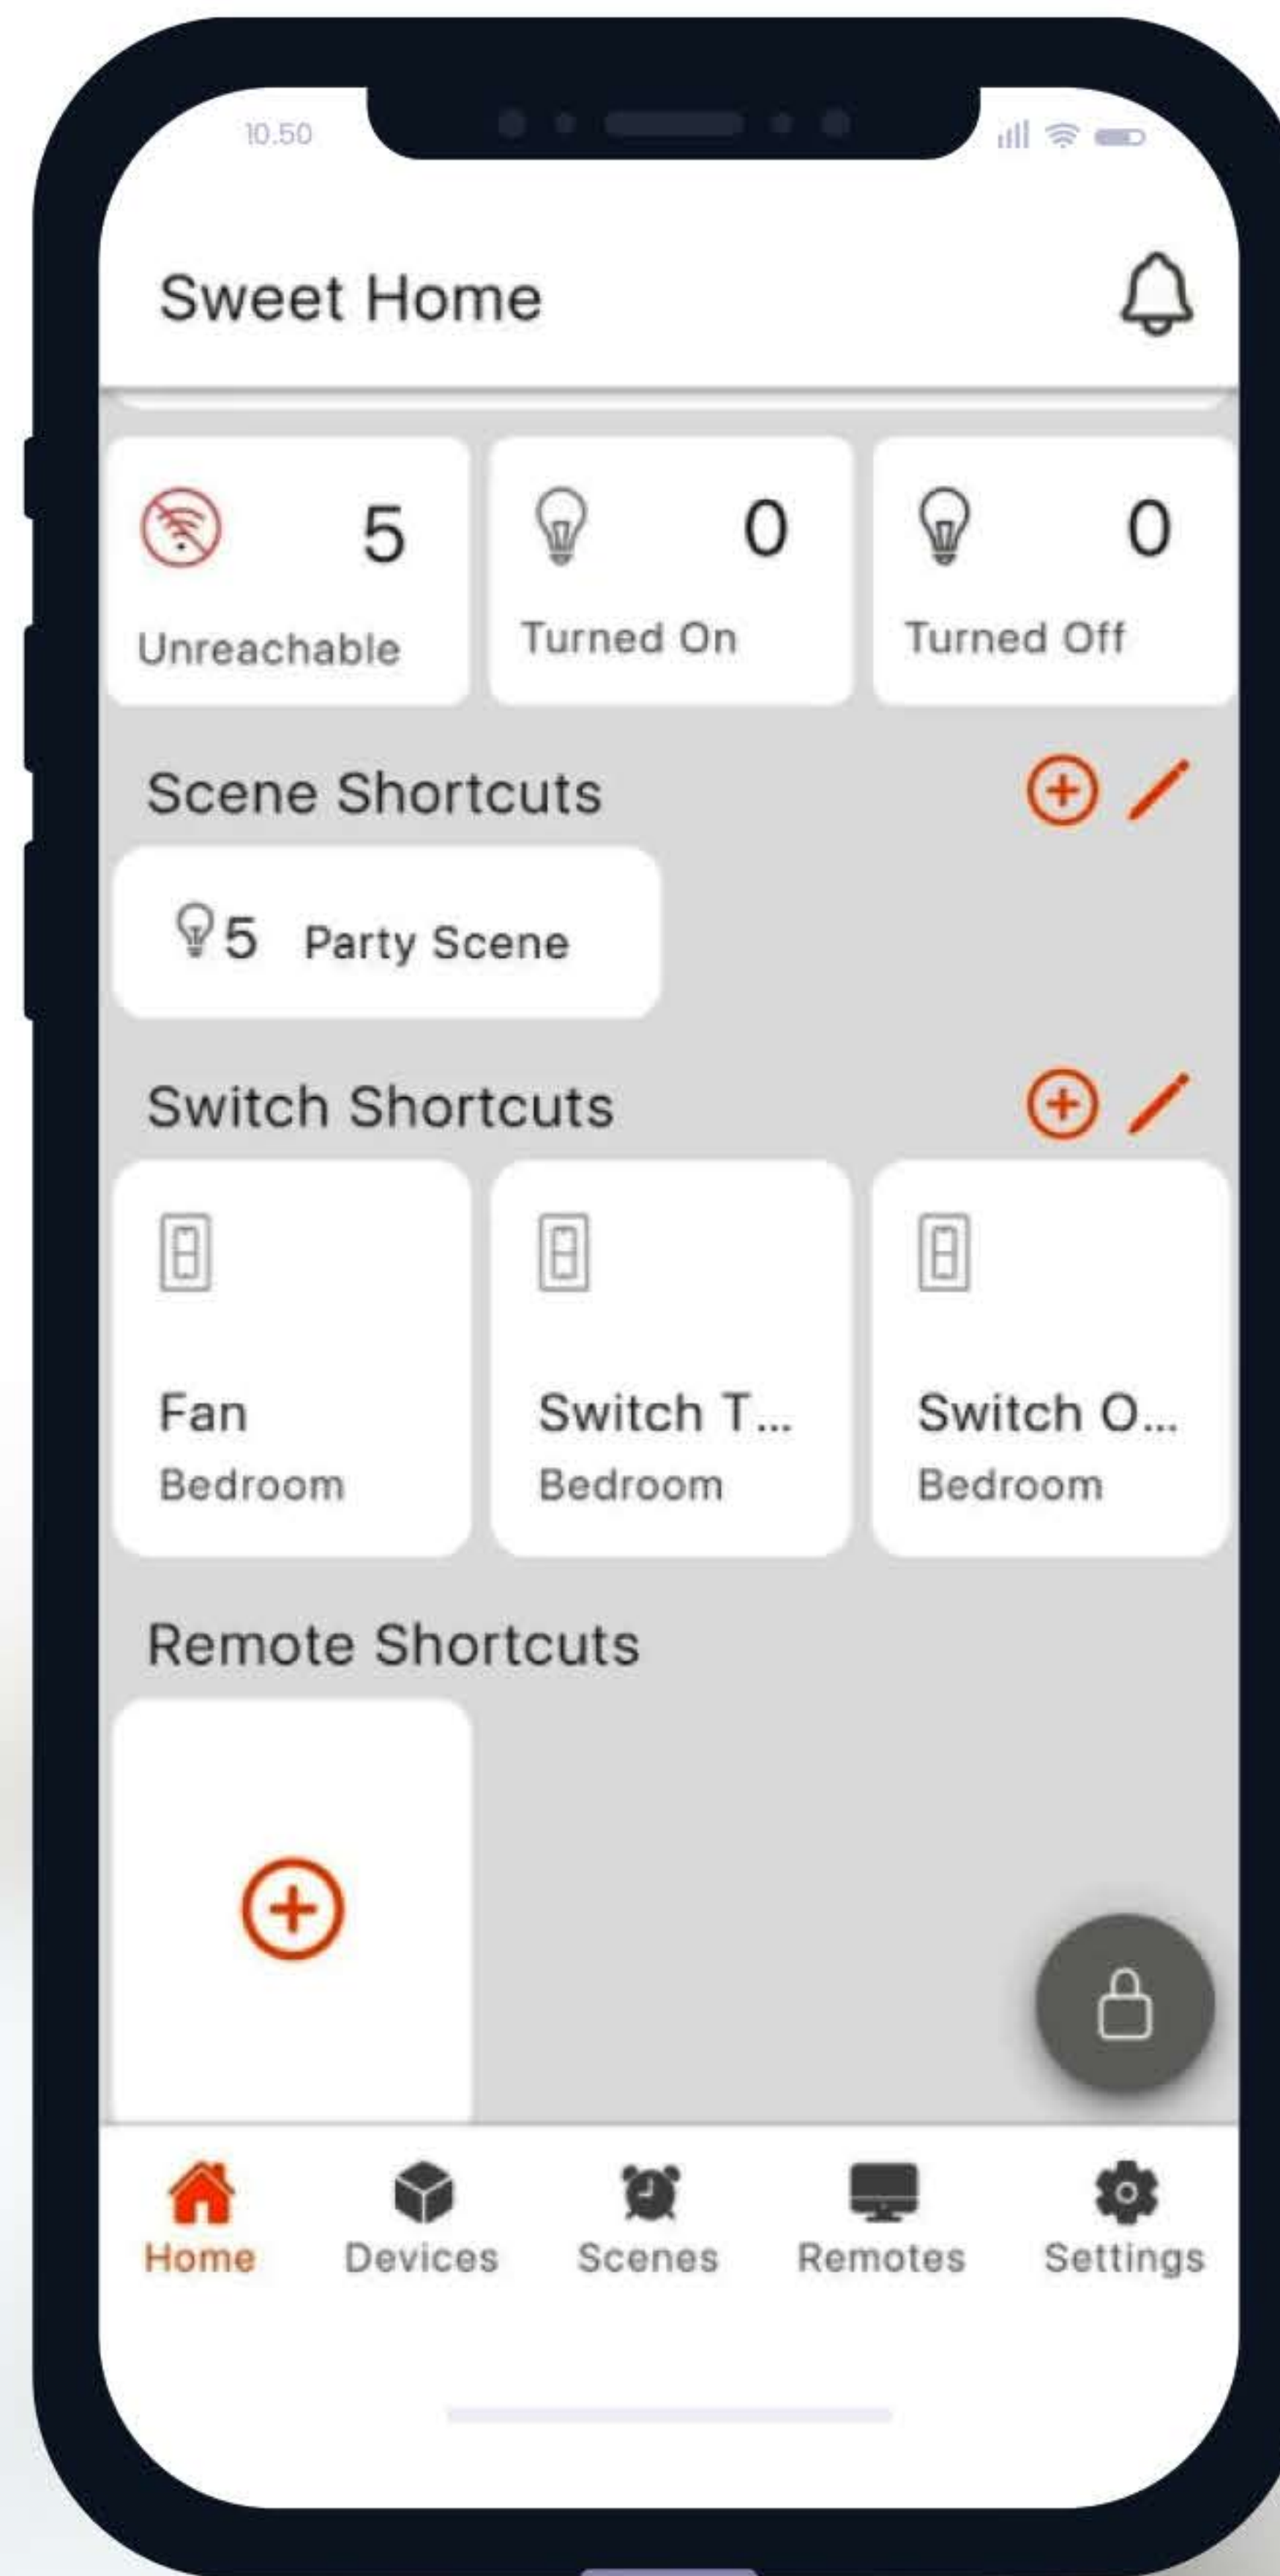 10.50
Sweet Home
5 0 0
Unreachable Turned On Turned Off
Scene Shortcuts
5 Party Scene
Switch Shortcuts
Fan Switch T... Switch O...
Bedroom Bedroom Bedroom
Remote Shortcuts
Home Devices Scenes Remotes Settings